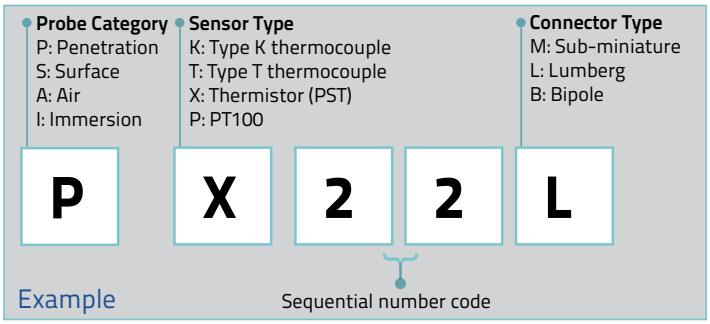 Probe Category
P: Penetration
S: Surface
A: Air
I: Immersion
Sensor Type
K: Type K thermocouple
T: Type T thermocouple
X: Thermistor (PST)
P: PT100
Connector Type
M: Sub-miniature
L: Lumberg
B: Bipole
P X 2 2 L
Example
Sequential number code